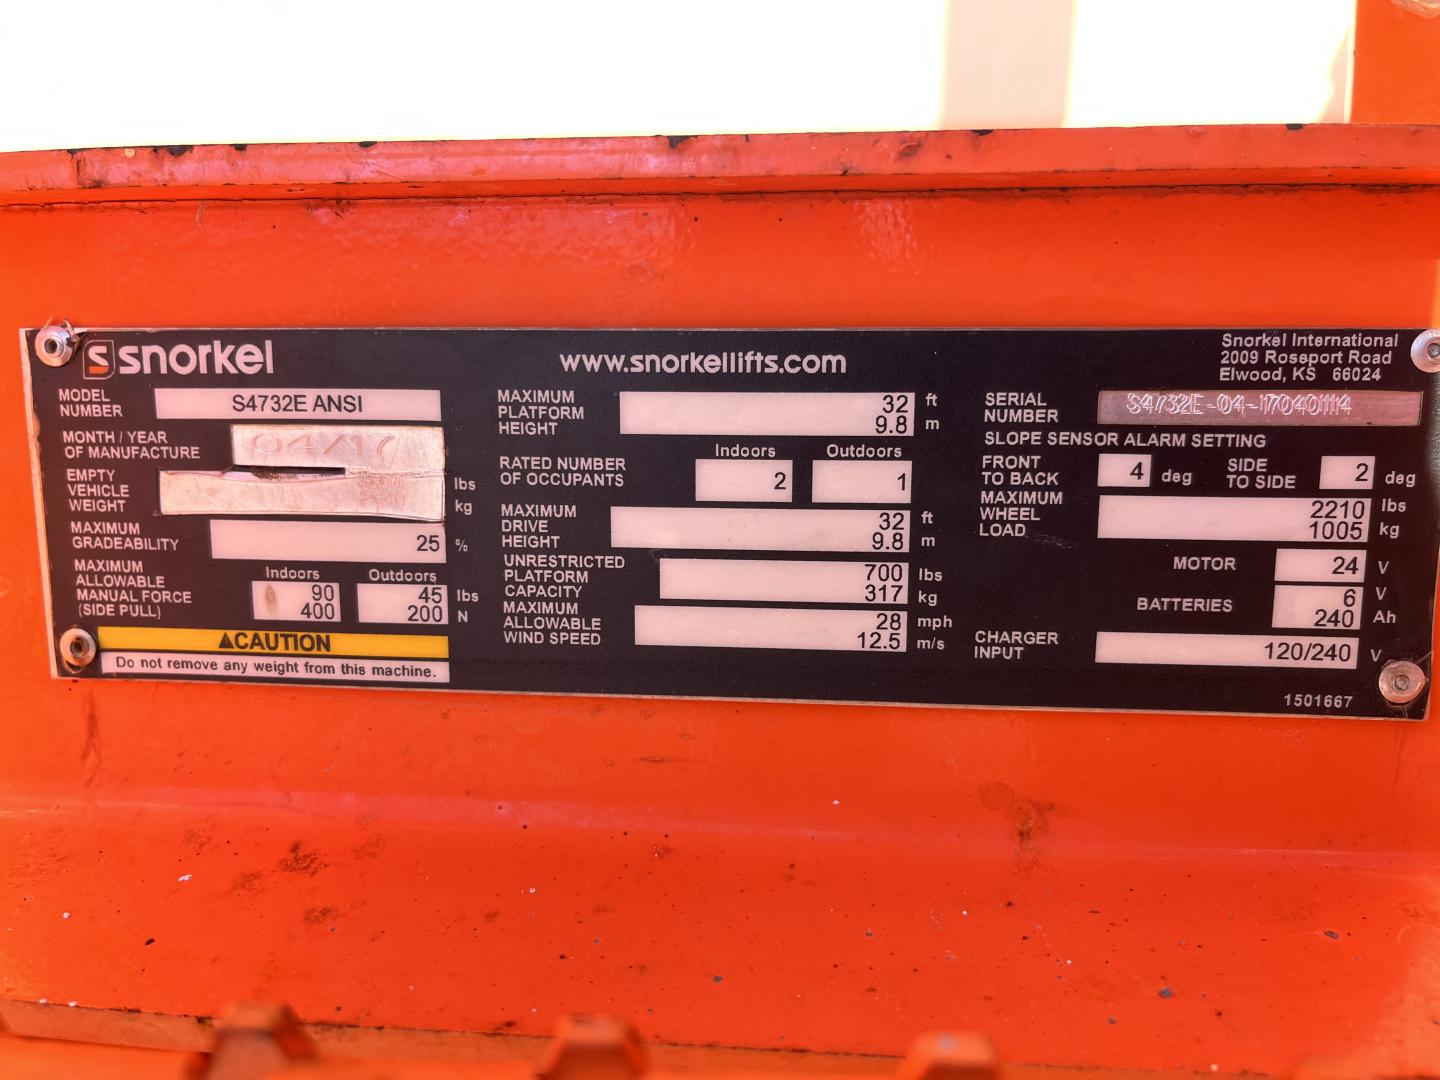 snorkel
www.snorkellifts.com
Snorkel International
2009 Roseport Road
Elwood, KS 66024
MODEL NUMBER S4732E ANSI
MONTH / YEAR OF MANUFACTURE 04/17
EMPTY VEHICLE WEIGHT lbs kg
MAXIMUM GRADEABILITY 25 %
Indoors Outdoors
MAXIMUM ALLOWABLE MANUAL FORCE (SIDE PULL) 90 45 lbs
400 200 N
CAUTION
Do not remove any weight from this machine.
MAXIMUM PLATFORM HEIGHT 32 ft
9.8 m
Indoors Outdoors
RATED NUMBER OF OCCUPANTS 2 1
MAXIMUM DRIVE HEIGHT 32 ft
9.8 m
UNRESTRICTED PLATFORM CAPACITY 700 lbs
317 kg
MAXIMUM ALLOWABLE WIND SPEED 28 mph
12.5 m/s
SERIAL NUMBER S4732E-04-170401114
SLOPE SENSOR ALARM SETTING
FRONT TO BACK 4 deg SIDE TO SIDE 2 deg
MAXIMUM WHEEL LOAD 2210 lbs
1005 kg
MOTOR 24 V
BATTERIES 6 V
240 Ah
CHARGER INPUT 120/240 V
1501667